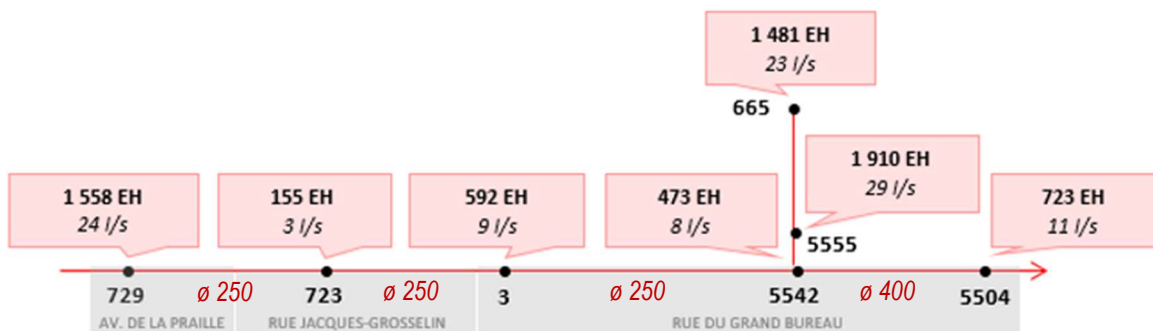 1 481 EH
23 l/s
665
1 910 EH
29 l/s
5555
1 558 EH
24 l/s
155 EH
3 l/s
592 EH
9 l/s
473 EH
8 l/s
723 EH
11 l/s
729 ø 250 723 ø 250 3 ø 250 5542 ø 400 5504
AV. DE LA PRAILLE RUE JACQUES-GROSSELIN RUE DU GRAND BUREAU